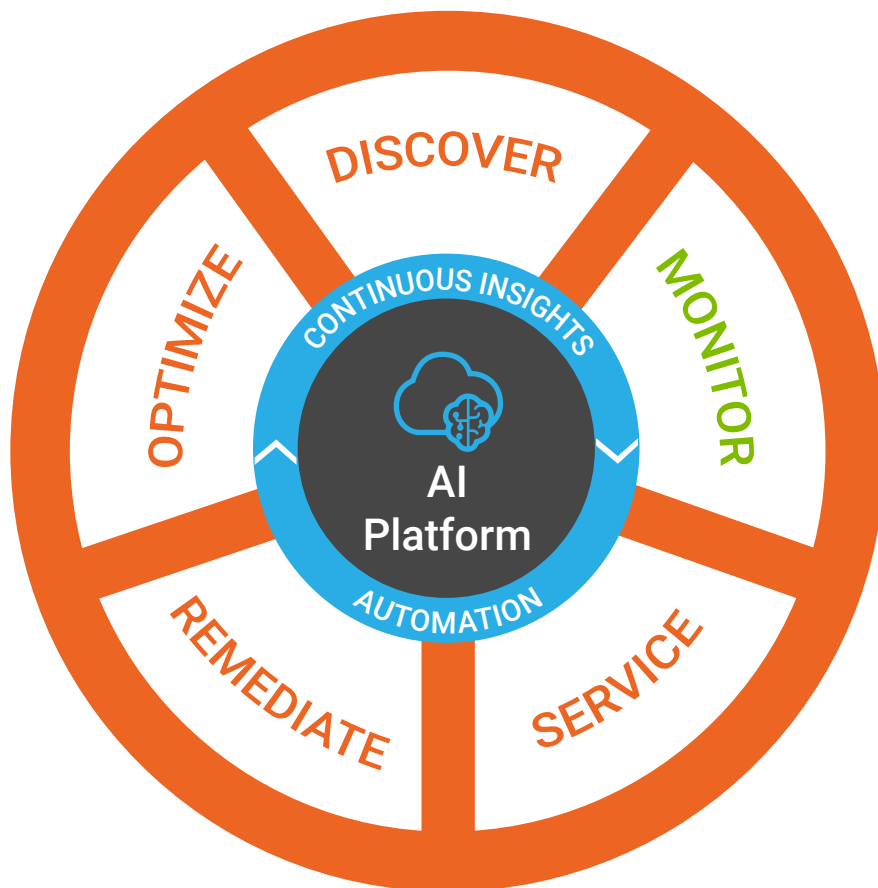 DISCOVER
MONITOR
SERVICE
REMEDIATE
OPTIMIZE
CONTINUOUS INSIGHTS
AI
Platform
AUTOMATION